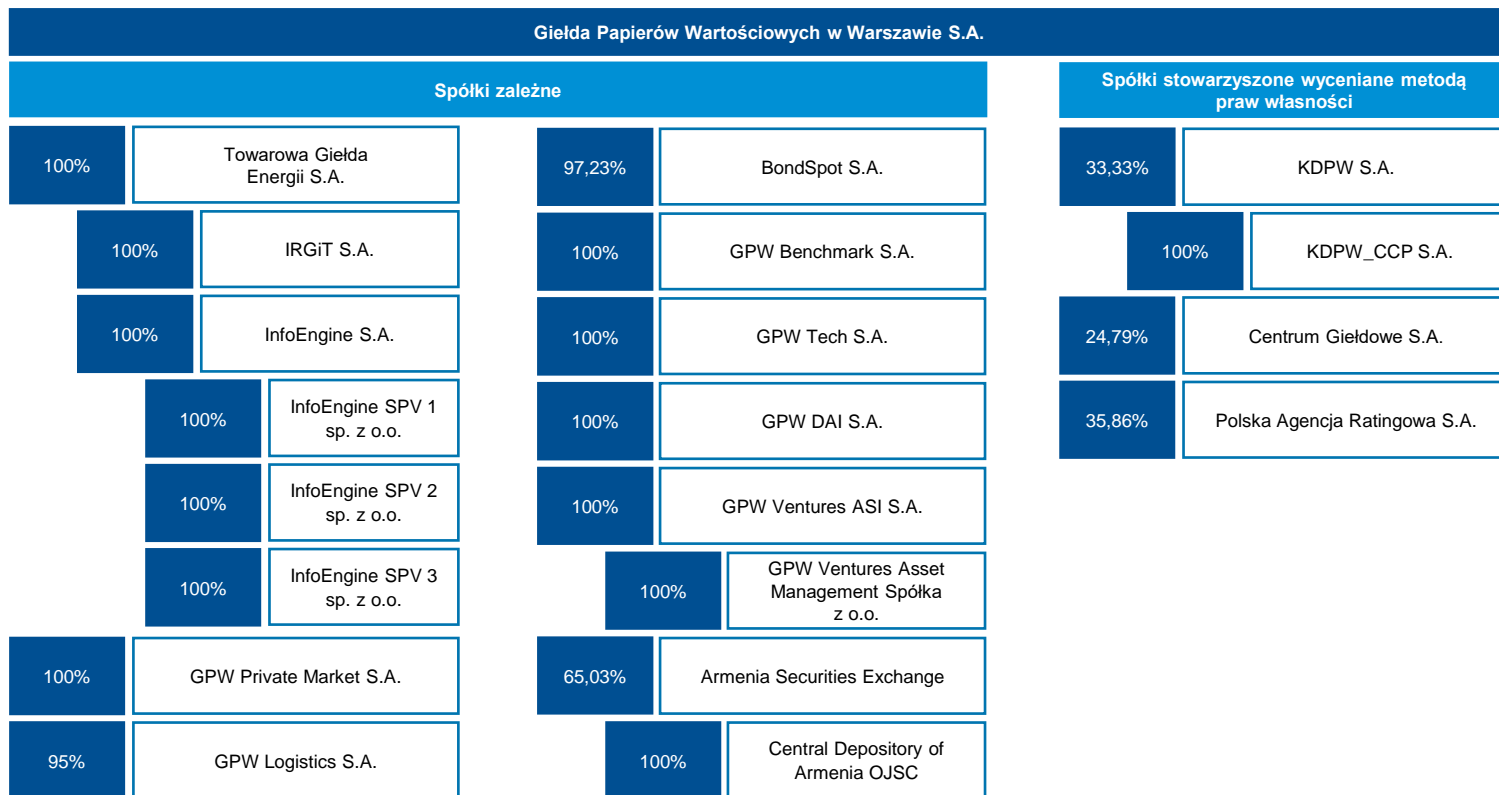 Giełda Papierów Wartościowych w Warszawie S.A.
Spółki zależne
100%
Towarowa Giełda
Energii S.A.
100%
IRGiT S.A.
100%
InfoEngine S.A.
100%
InfoEngine SPV 1
sp. z o.o.
100%
InfoEngine SPV 2
sp. z o.o.
100%
InfoEngine SPV 3
sp. z o.o.
100%
GPW Private Market S.A.
95%
GPW Logistics S.A.
97,23%
BondSpot S.A.
100%
GPW Benchmark S.A.
100%
GPW Tech S.A.
100%
GPW DAI S.A.
100%
GPW Ventures ASI S.A.
100%
GPW Ventures Asset
Management Spółka
z o.o.
65,03%
Armenia Securities Exchange
100%
Central Depository of
Armenia OJSC
Spółki stowarzyszone wyceniane metodą
praw własności
33,33%
KDPW S.A.
100%
KDPW_CCP S.A.
24,79%
Centrum Giełdowe S.A.
35,86%
Polska Agencja Ratingowa S.A.